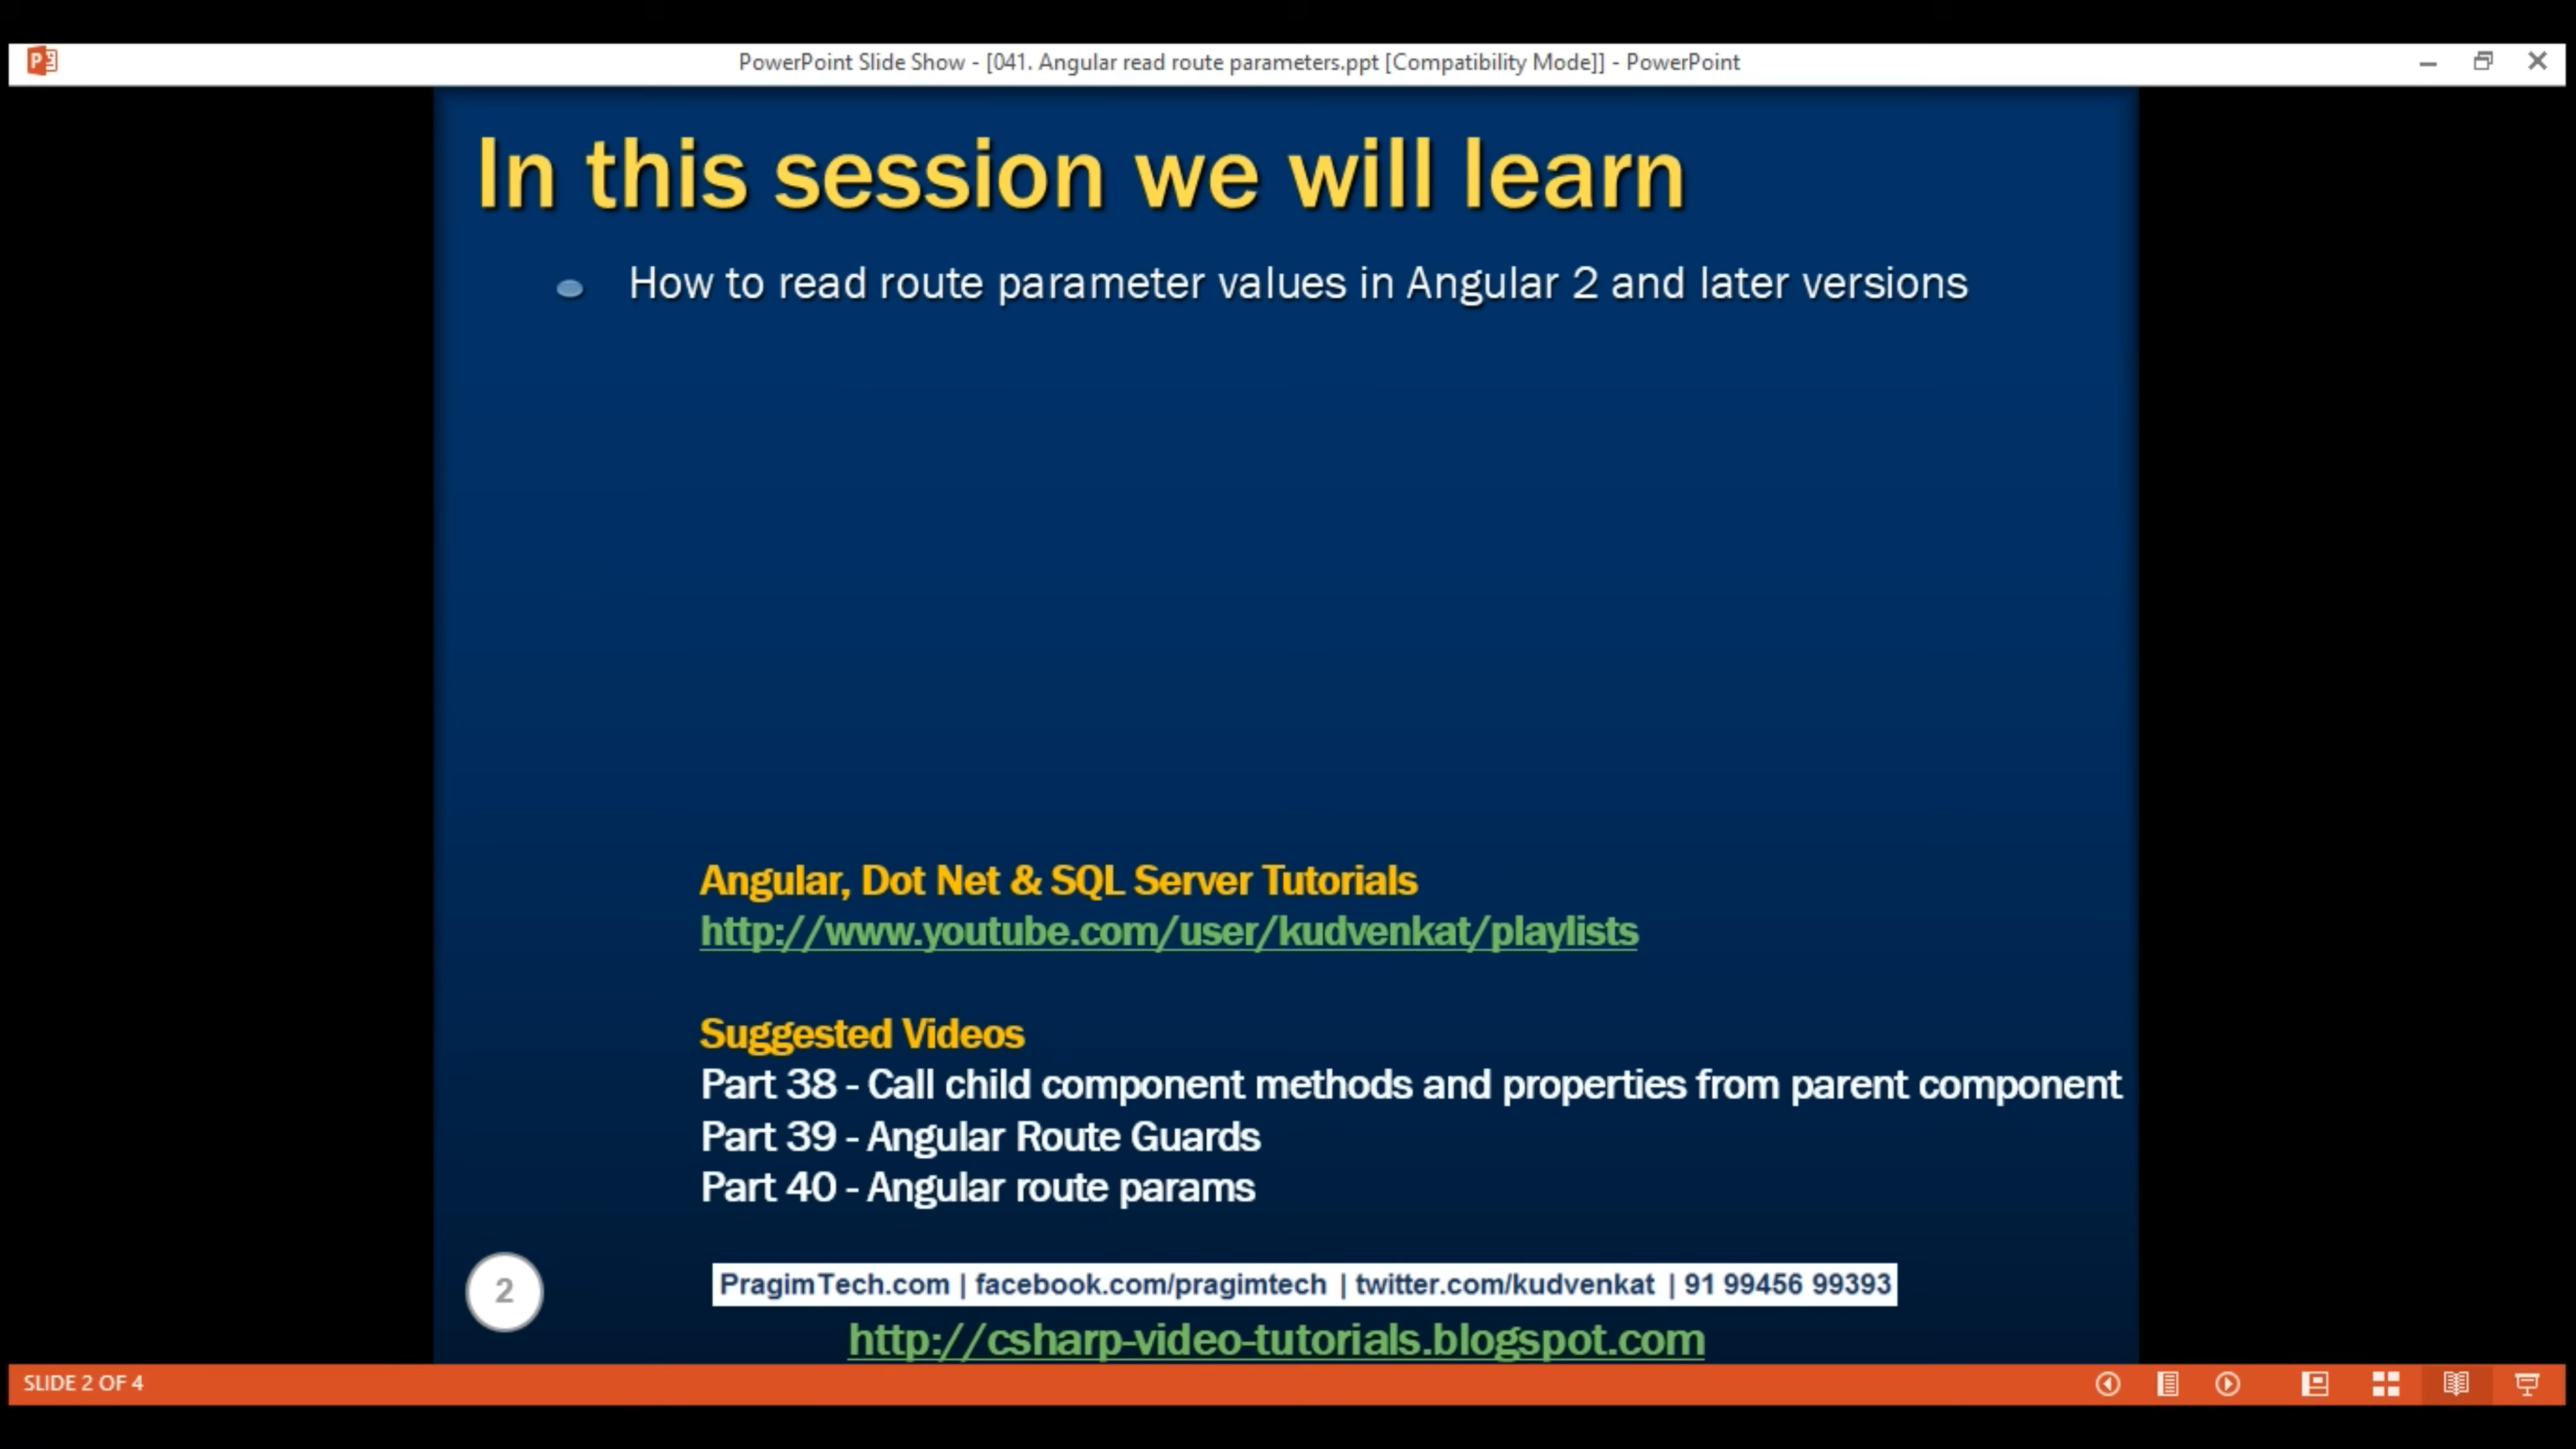 PowerPoint Slide Show - [041. Angular read route parameters.ppt [Compatibility Mode]] - PowerPoint
In this session we will learn
How to read route parameter values in Angular 2 and later versions
Angular, Dot Net & SQL Server Tutorials
http://www.youtube.com/user/kudvenkat/playlists
Suggested Videos
Part 38 - Call child component methods and properties from parent component
Part 39 - Angular Route Guards
Part 40 - Angular route params
2
PragimTech.com | facebook.com/pragimtech | twitter.com/kudvenkat | 91 99456 99393
http://csharp-video-tutorials.blogspot.com
SLIDE 2 OF 4